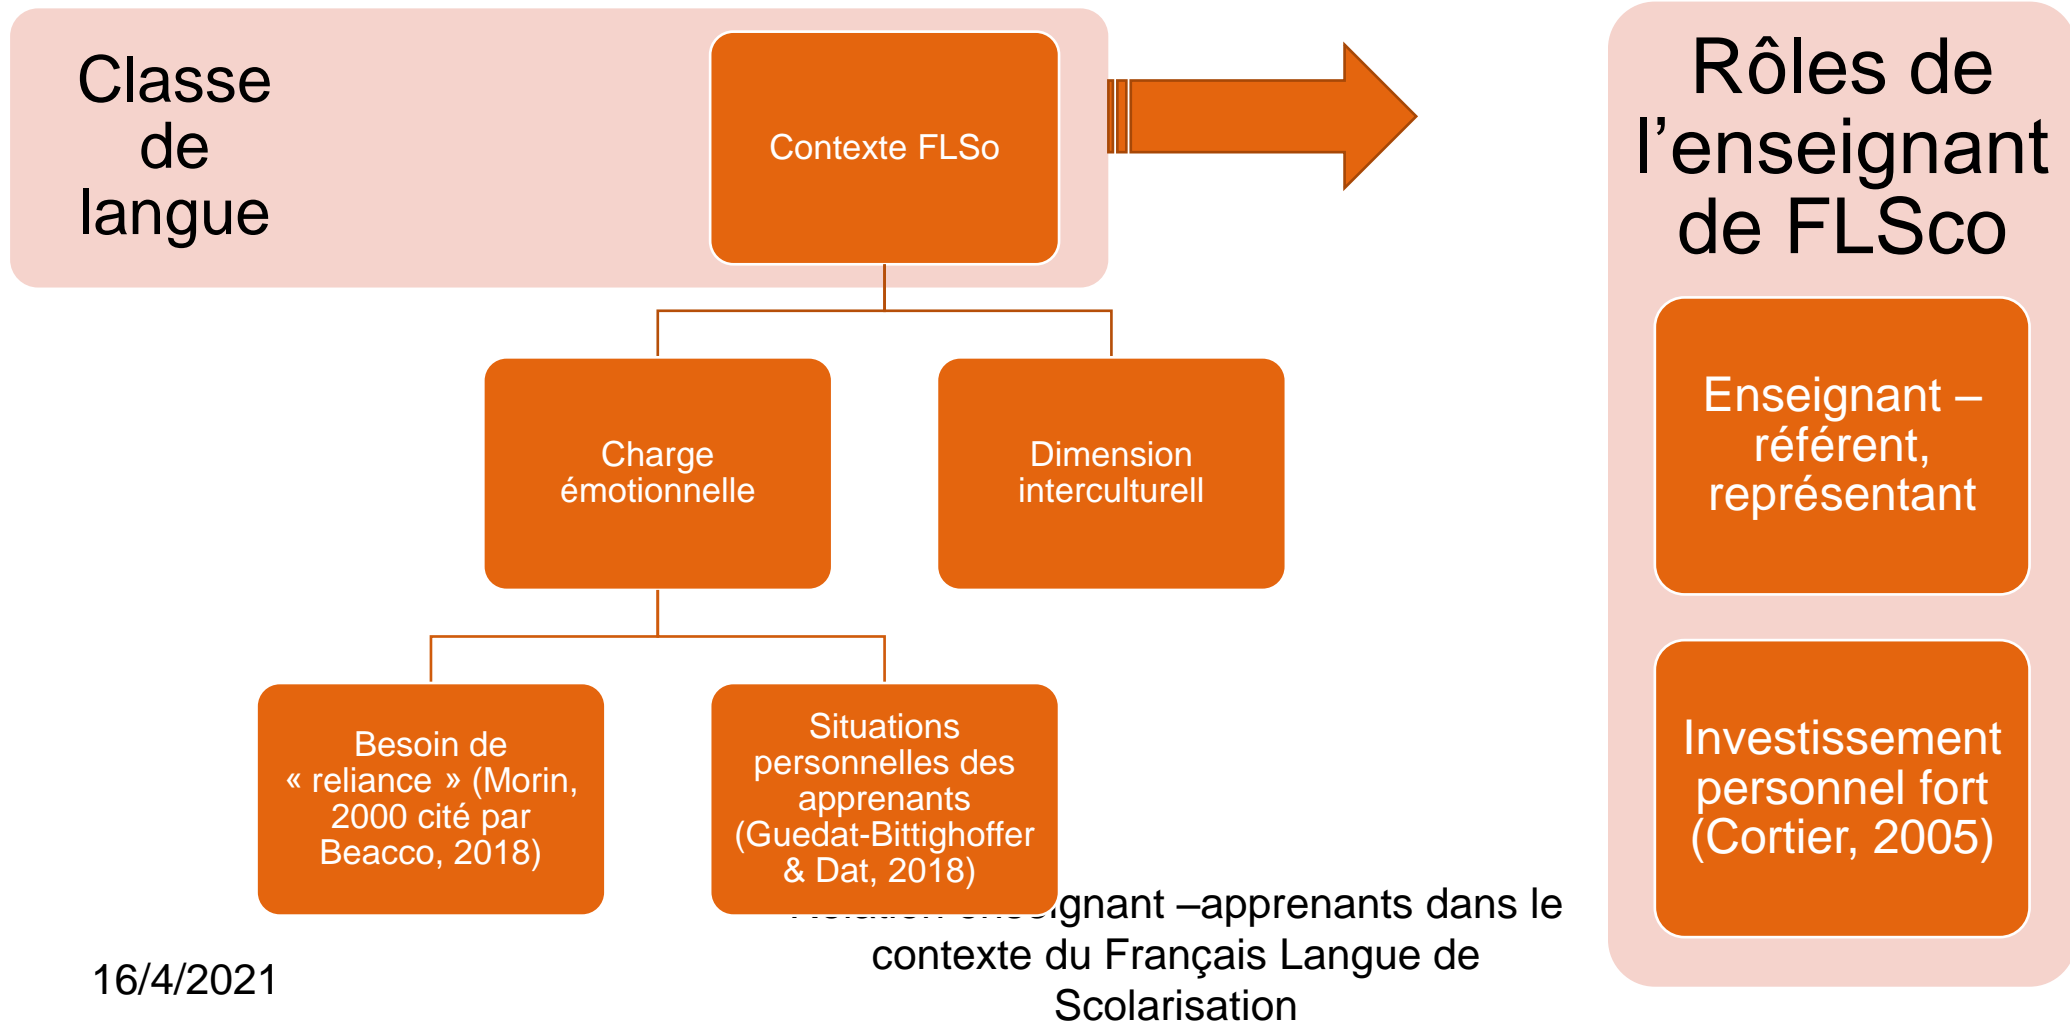 Classe
de
langue
Contexte FLSo
Charge
émotionnelle
Dimension
interculturell
Besoin de
« reliance » (Morin,
2000 cité par
Beacco, 2018)
Situations
personnelles des
apprenants
(Guedat-Bittighoffer
& Dat, 2018)
Rôles de
l’enseignant
de FLSco
Enseignant –
référent,
représentant
Investissement
personnel fort
(Cortier, 2005)
16/4/2021
Relation enseignant –apprenants dans le
contexte du Français Langue de
Scolarisation